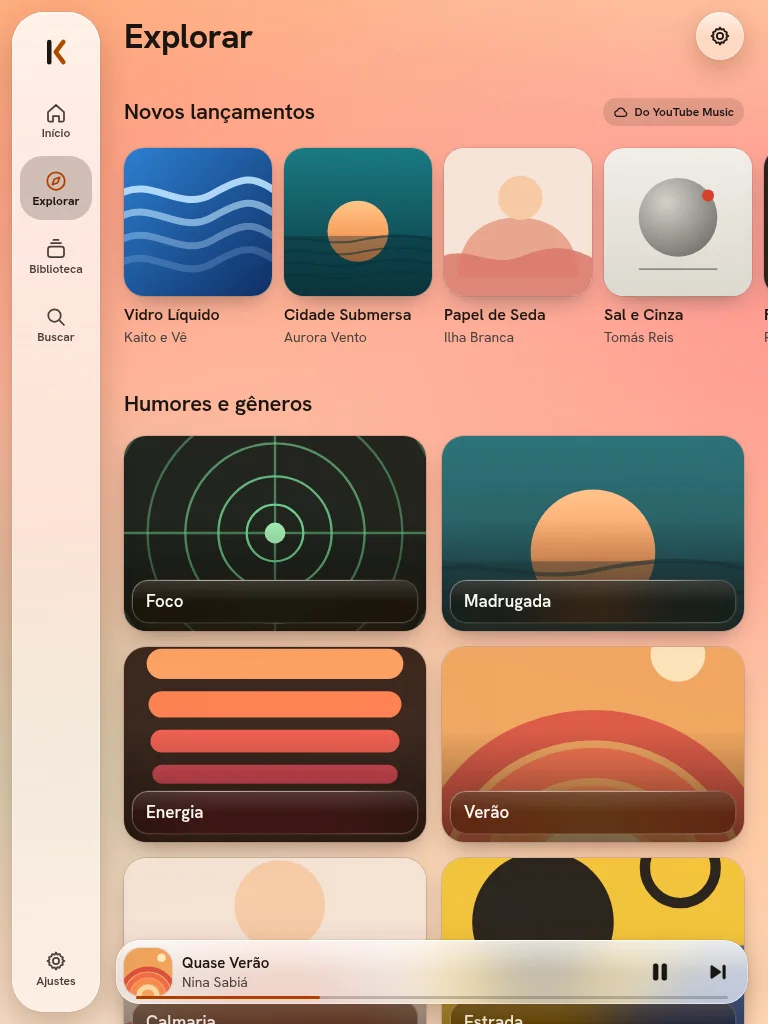 Explorar
Início
Explorar
Biblioteca
Buscar
Ajustes
Novos lançamentos
Do YouTube Music
Vidro Líquido
Kaito e Vê
Cidade Submersa
Aurora Vento
Papel de Seda
Ilha Branca
Sal e Cinza
Tomás Reis
Humores e gêneros
Foco
Madrugada
Energia
Verão
Calmaria
Estrada
Quase Verão
Nina Sabiá